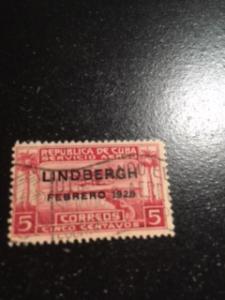 REPUBLICA DE CUBA
SERVICIO AEREO
LINDBERGH
FEBRERO 1928
5 CORREOS 5
CINCO CENTAVOS